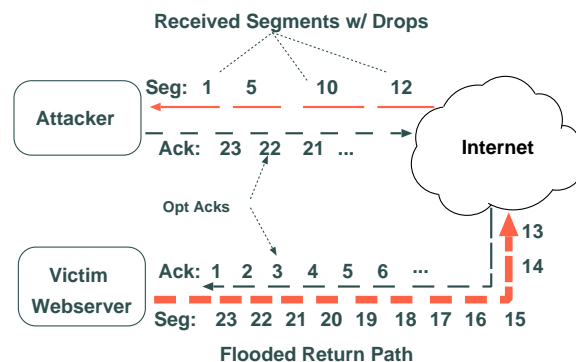 Received Segments w/ Drops
Seg: 1 5 10 12
Attacker
Ack: 23 22 21 ...
Internet
Opt Acks
13
Ack: 1 2 3 4 5 6 ...
14
Victim
Webserver
Seg: 23 22 21 20 19 18 17 16 15
Flooded Return Path